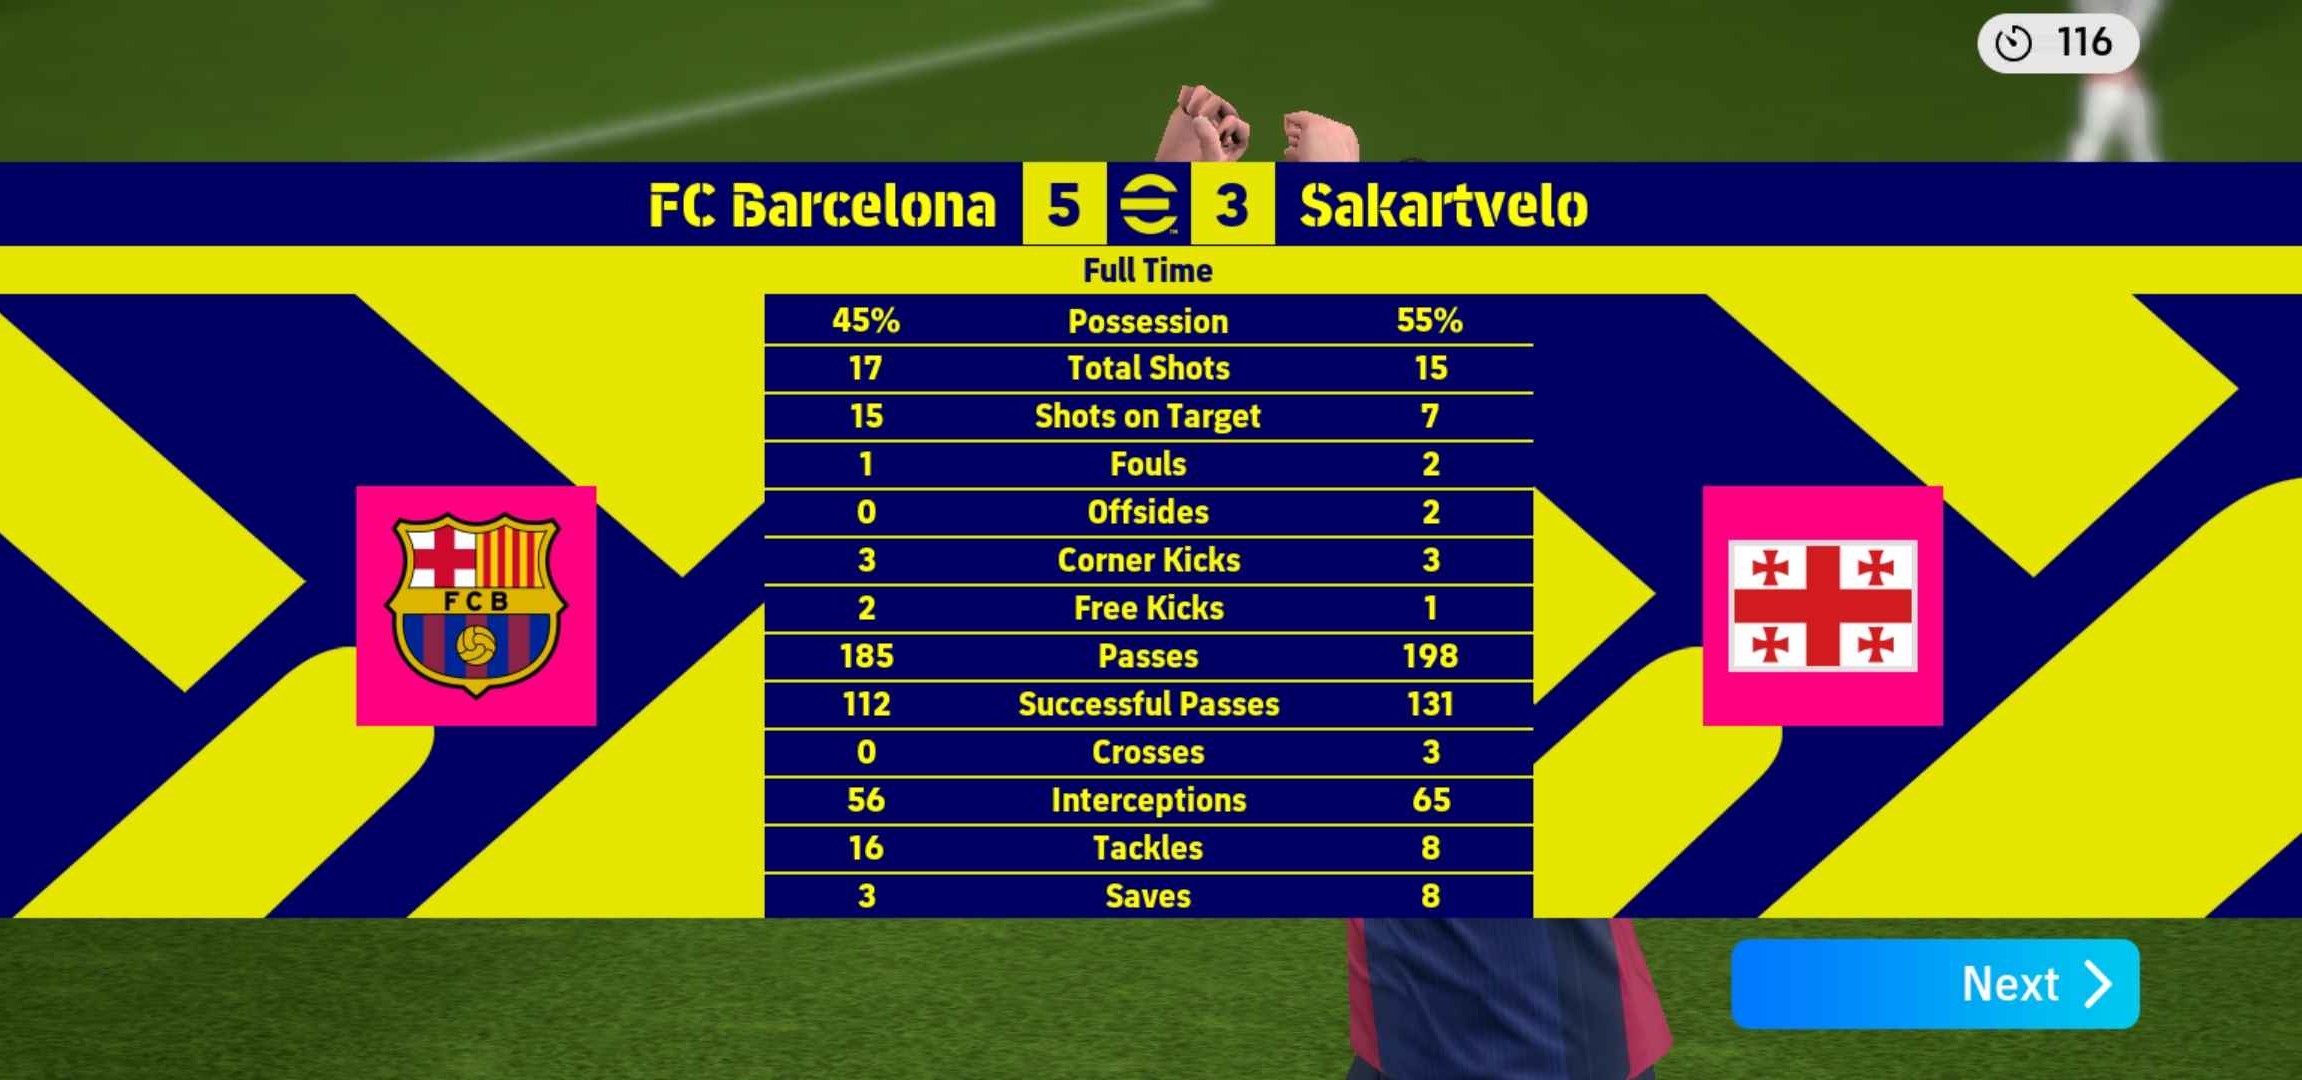 116
FC Barcelona 5 3 Sakartvelo
Full Time
45% Possession 55%
17 Total Shots 15
15 Shots on Target 7
1 Fouls 2
0 Offsides 2
3 Corner Kicks 3
2 Free Kicks 1
185 Passes 198
112 Successful Passes 131
0 Crosses 3
56 Interceptions 65
16 Tackles 8
3 Saves 8
FCB
Next